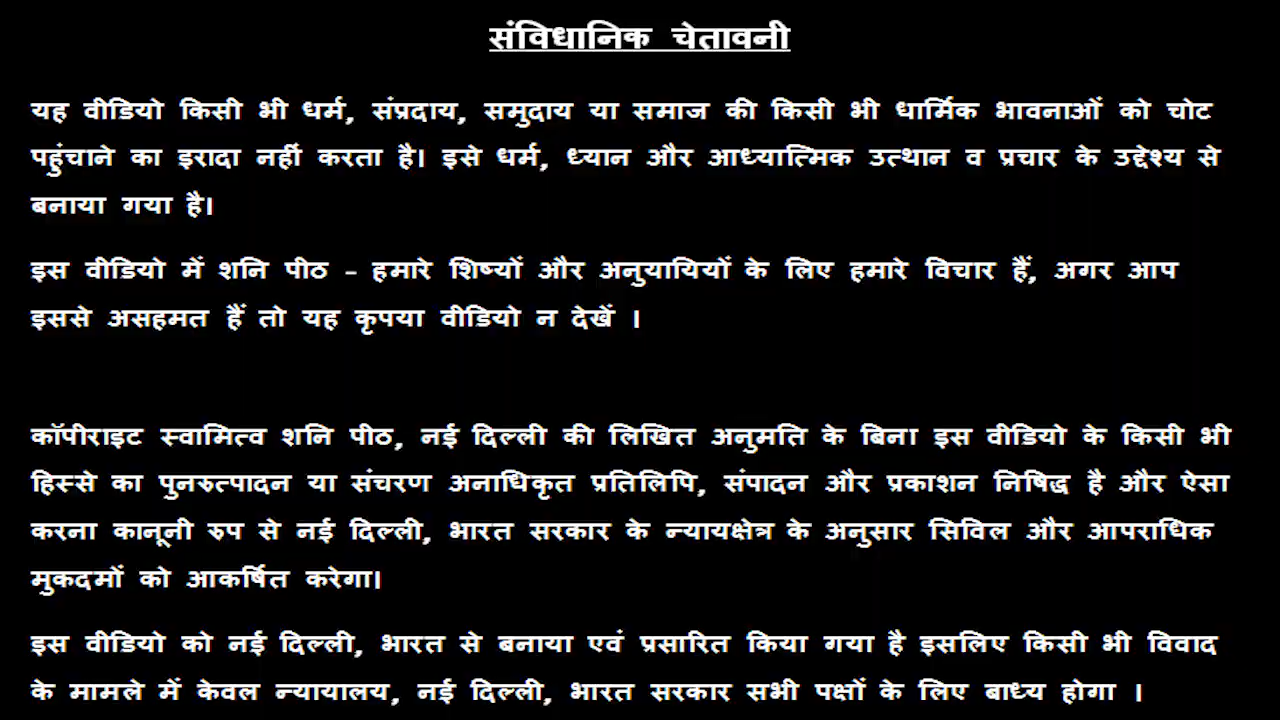 संविधानिक चेतावनी
यह वीडियो किसी भी धर्म, संप्रदाय, समुदाय या समाज की किसी भी धार्मिक भावनाओं को चोट
पहुंचाने का इरादा नहीं करता है। इसे धर्म, ध्यान और आध्यात्मिक उत्थान व प्रचार के उद्देश्य से
बनाया गया है।
इस वीडियो में शनि पीठ – हमारे शिष्यों और अनुयायियों के लिए हमारे विचार हैं, अगर आप
इससे असहमत हैं तो यह कृपया वीडियो न देखें ।
कॉपीराइट स्वामित्व शनि पीठ, नई दिल्ली की लिखित अनुमति के बिना इस वीडियो के किसी भी
हिस्से का पुनरुत्पादन या संचरण अनाधिकृत प्रतिलिपि, संपादन और प्रकाशन निषिद्ध है और ऐसा
करना कानूनी रुप से नई दिल्ली, भारत सरकार के न्यायक्षेत्र के अनुसार सिविल और आपराधिक
मुकदमों को आकर्षित करेगा।
इस वीडियो को नई दिल्ली, भारत से बनाया एवं प्रसारित किया गया है इसलिए किसी भी विवाद
के मामले में केवल न्यायालय, नई दिल्ली, भारत सरकार सभी पक्षों के लिए बाध्य होगा ।